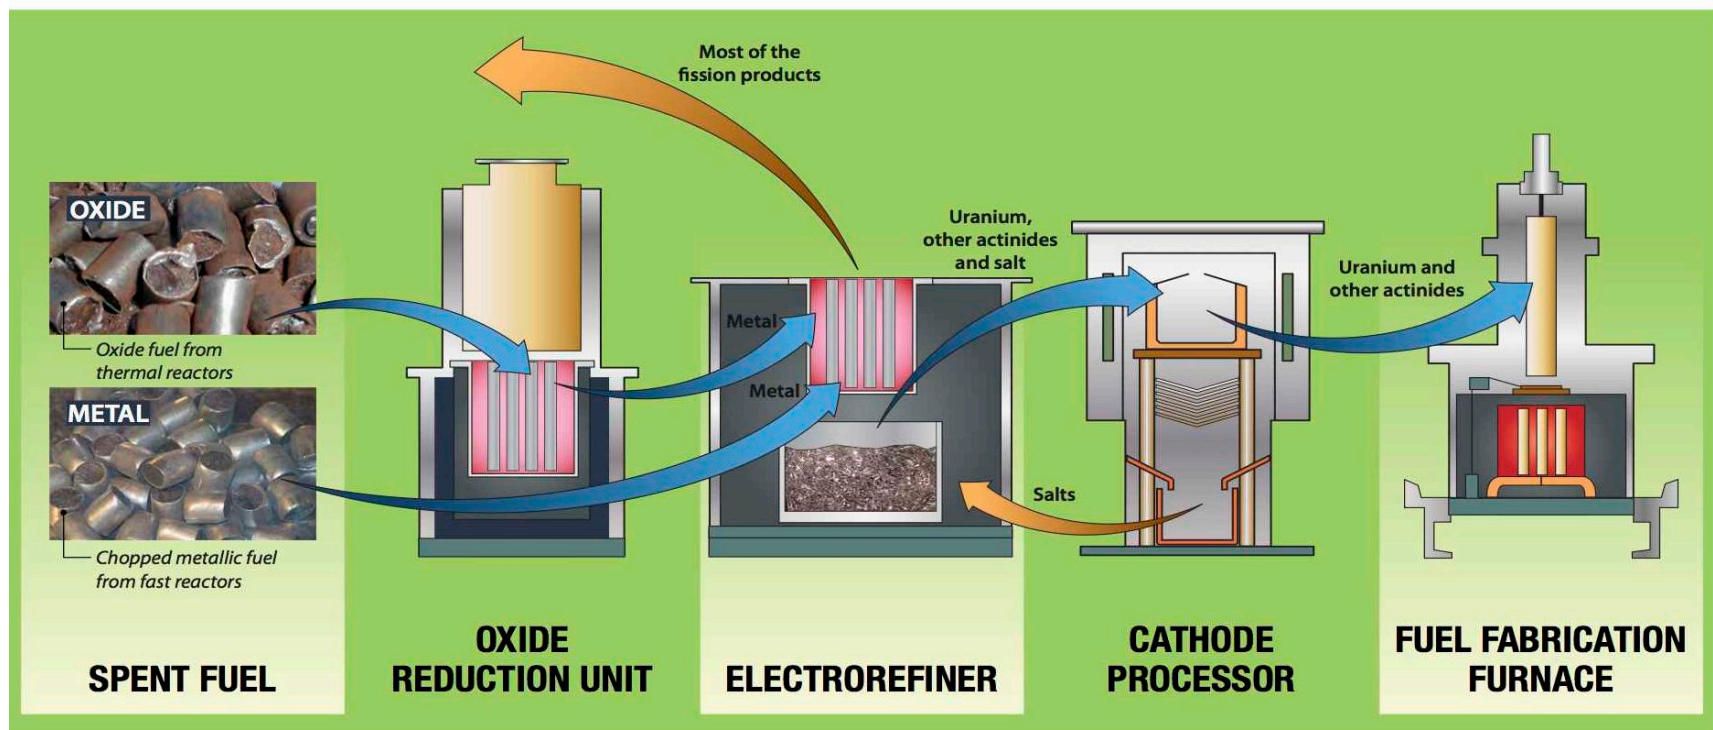 Most of the
fission products
OXIDE
Oxide fuel from
thermal reactors
METAL
Chopped metallic fuel
from fast reactors
Metal
Metal
Uranium,
other actinides
and salt
Salts
Uranium and
other actinides
SPENT FUEL
OXIDE
REDUCTION UNIT
ELECTROREFINER
CATHODE
PROCESSOR
FUEL FABRICATION
FURNACE